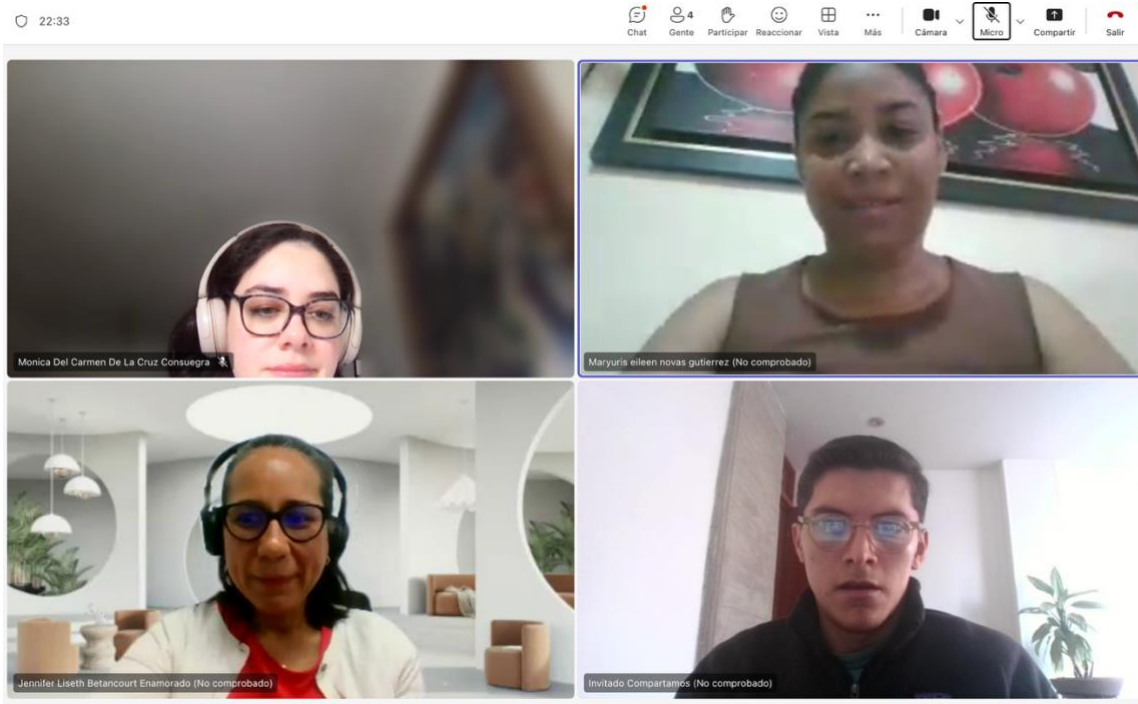 22:33
Chat
4
Gente
Participar
Reaccionar
Vista
Más
Cámara
Micro
Compartir
Salir
Monica Del Carmen De La Cruz Consuegra
Maryuris eileen novas gutierrez (No comprobado)
Jennifer Liseth Betancourt Enamorado (No comprobado)
Invitado Compartamos (No comprobado)